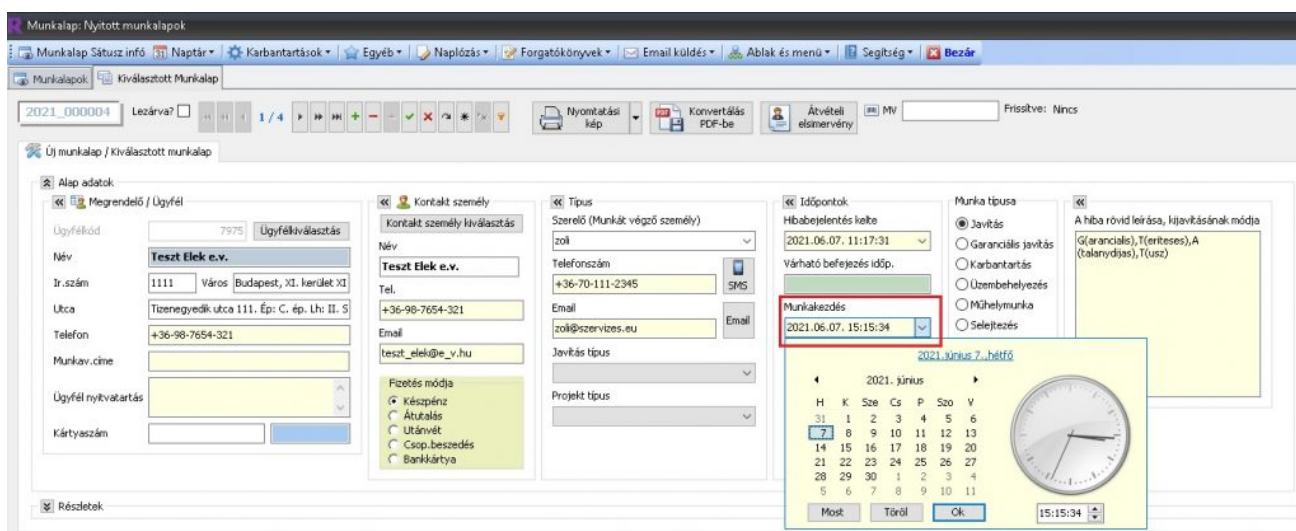 Munkalap: Nyitott munkalapok
Munkalap Sátusz infó Naptár Karbantartások Egyéb Naplózás Forgatókönyvek Email küldés Ablak és menü Segítség Bezár
Munkalapok Kiválasztott Munkalap
2021_000004 Lezárva? 1 / 4 Nyomtatási kép Konvertálás PDF-be Átvételi elsimervény MV Frissítve: Nincs
Új munkalap / Kiválasztott munkalap
Alap adatok
Megrendelő / Ügyfél
Ügyfélkód 7975 Ügyfélkiválasztás
Név Teszt Elek e.v.
Ir.szám 1111 Város Budapest, XI. kerület XI
Utca Tizenegyedik utca 111. Ép: C. ép. Lh: II. S
Telefon +36-98-7654-321
Munkav.címe
Ügyfél nyitvatartás
Kártyaszám
Kontakt személy
Kontakt személy kiválasztás
Név
Teszt Elek e.v.
Tel.
+36-98-7654-321
Email
teszt_elek@e_v.hu
Fizetés módja
Készpénz
Átutalás
Utánvét
Csop.beszedés
Bankkártya
Típus
Szerelő (Munkát végző személy)
zoli
Telefonszám
+36-70-111-2345 SMS
Email
zoli@szervizes.eu Email
Javítás típus
Projekt típus
Időpontok
Hibabejelentés kelte
2021.06.07. 11:17:31
Várható befejezés időp.
Munkakezdés
2021.06.07. 15:15:34
Munka típusa
Javítás
Garanciális javítás
Karbantartás
Üzembehelyezés
Műhelymunka
Selejtezés
A hiba rövid leírása, kijavításának módja
G(arancialis),T(eriteses),A
(talanydijas),T(usz)
2021. június 7., hétfő
2021. június
H K Sze Cs P Szo V
31 1 2 3 4 5 6
7 8 9 10 11 12 13
14 15 16 17 18 19 20
21 22 23 24 25 26 27
28 29 30 1 2 3 4
5 6 7 8 9 10 11
Most Töröl Ok 15:15:34
Részletek